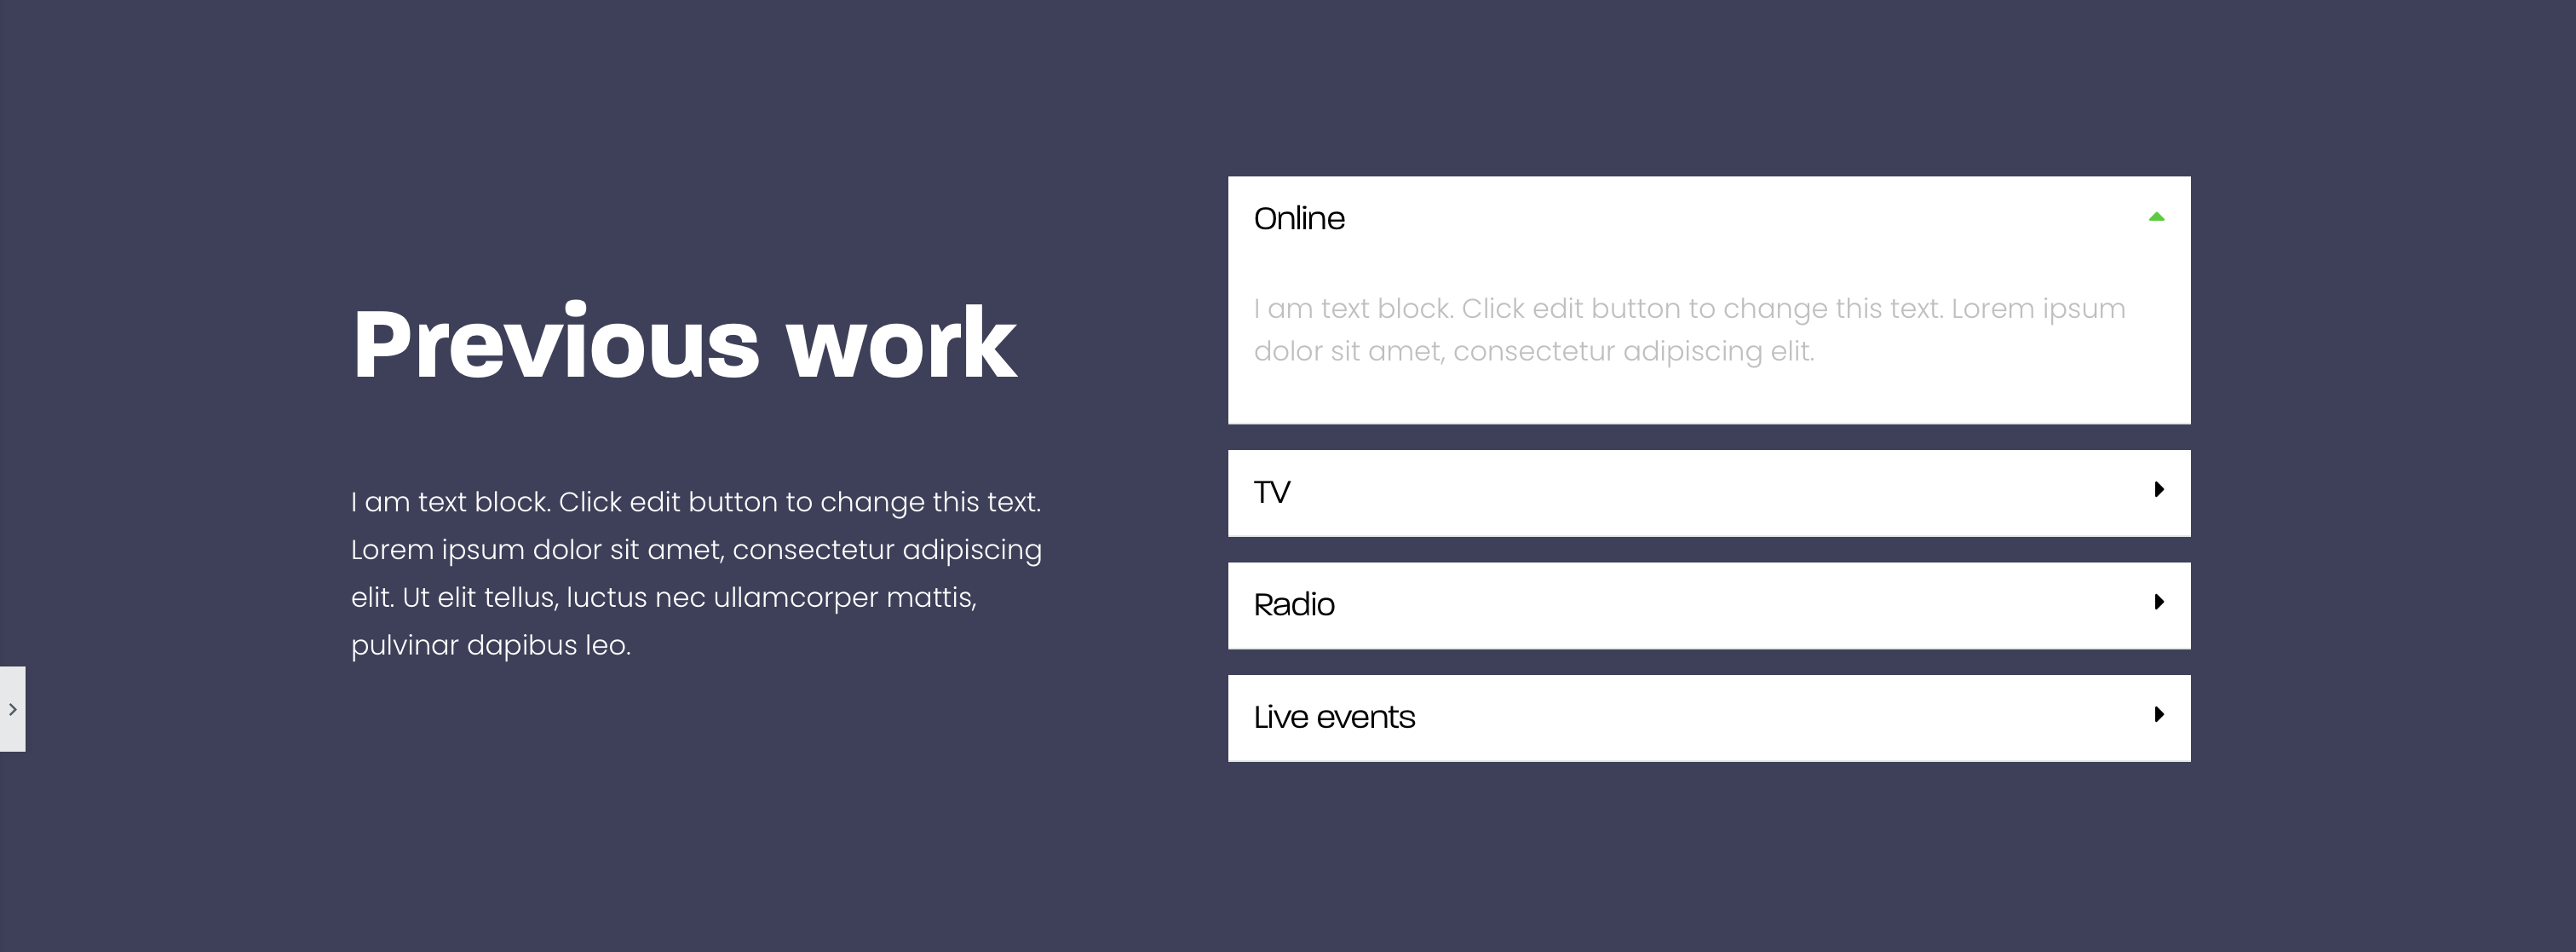 Previous work
I am text block. Click edit button to change this text.
Lorem ipsum dolor sit amet, consectetur adipiscing
elit. Ut elit tellus, luctus nec ullamcorper mattis,
pulvinar dapibus leo.
Online
I am text block. Click edit button to change this text. Lorem ipsum
dolor sit amet, consectetur adipiscing elit.
TV
Radio
Live events